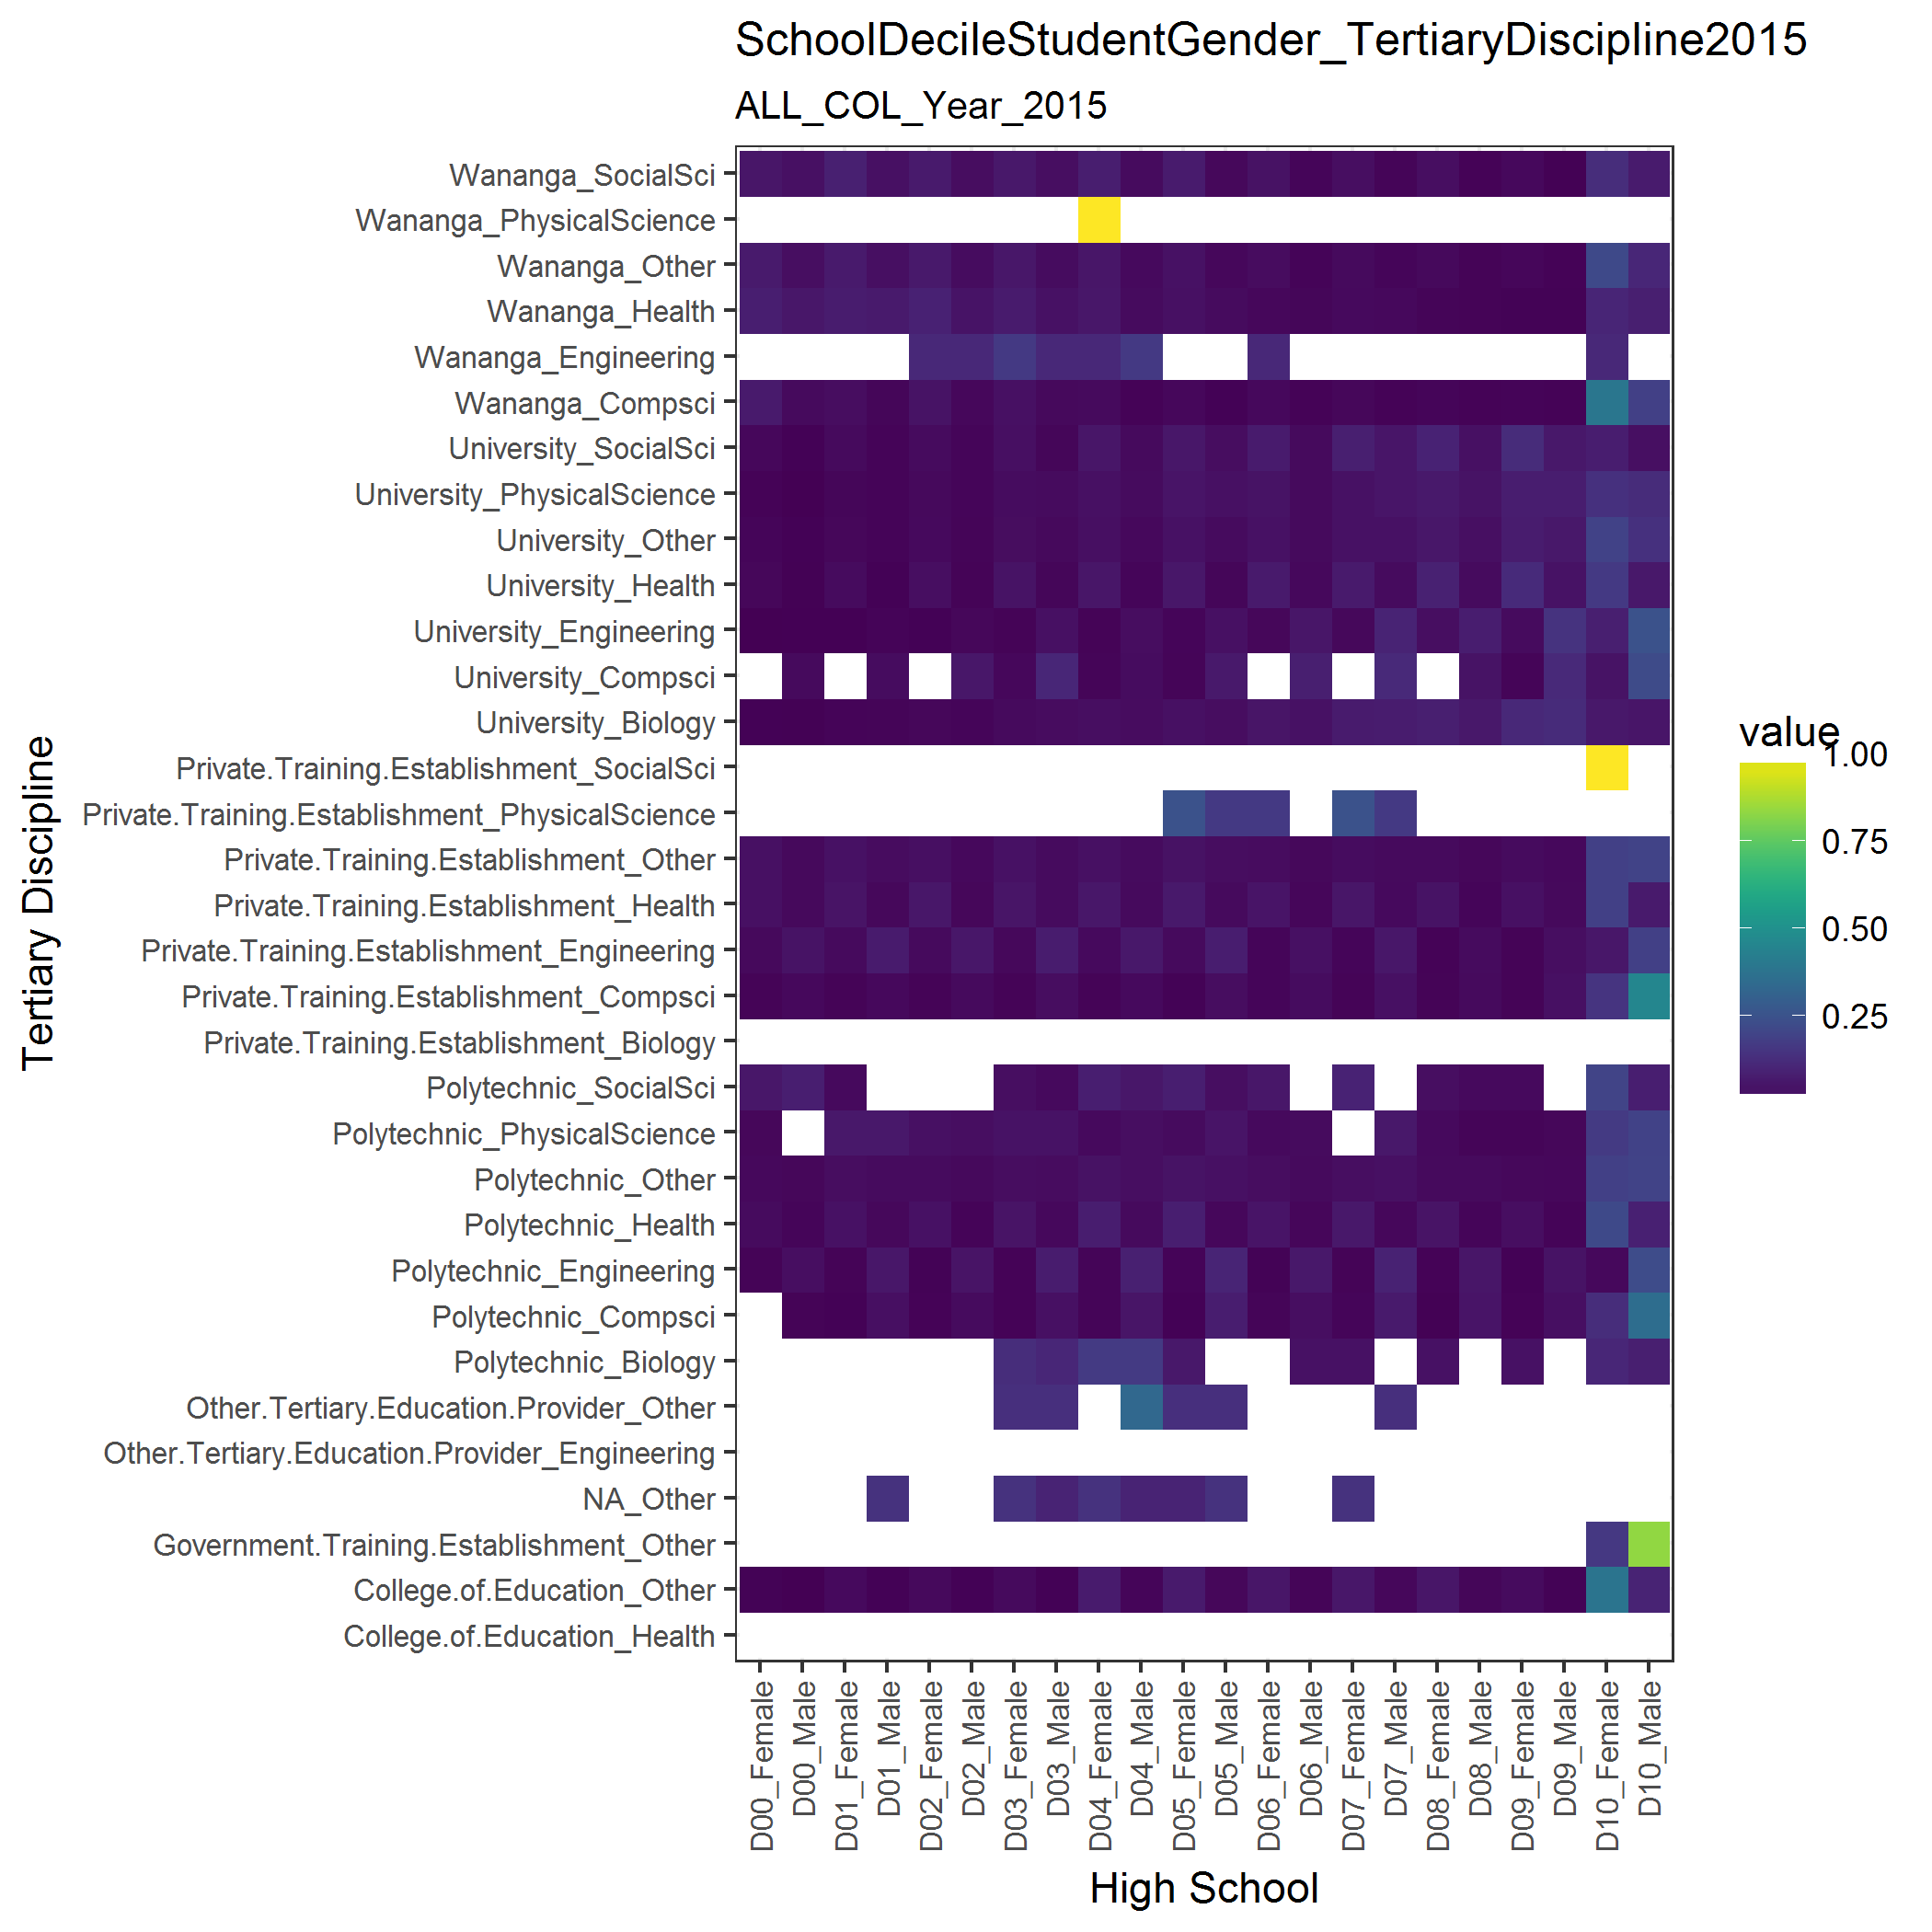 SchoolDecileStudentGender_TertiaryDiscipline2015
ALL_COL_Year_2015
Tertiary Discipline
Wananga_SocialSci
Wananga_PhysicalScience
Wananga_Other
Wananga_Health
Wananga_Engineering
Wananga_Compsci
University_SocialSci
University_PhysicalScience
University_Other
University_Health
University_Engineering
University_Compsci
University_Biology
Private.Training.Establishment_SocialSci
Private.Training.Establishment_PhysicalScience
Private.Training.Establishment_Other
Private.Training.Establishment_Health
Private.Training.Establishment_Engineering
Private.Training.Establishment_Compsci
Private.Training.Establishment_Biology
Polytechnic_SocialSci
Polytechnic_PhysicalScience
Polytechnic_Other
Polytechnic_Health
Polytechnic_Engineering
Polytechnic_Compsci
Polytechnic_Biology
Other.Tertiary.Education.Provider_Other
Other.Tertiary.Education.Provider_Engineering
NA_Other
Government.Training.Establishment_Other
College.of.Education_Other
College.of.Education_Health
D00_Female
D00_Male
D01_Female
D01_Male
D02_Female
D02_Male
D03_Female
D03_Male
D04_Female
D04_Male
D05_Female
D05_Male
D06_Female
D06_Male
D07_Female
D07_Male
D08_Female
D08_Male
D09_Female
D09_Male
D10_Female
D10_Male
High School
value
1.00
0.75
0.50
0.25